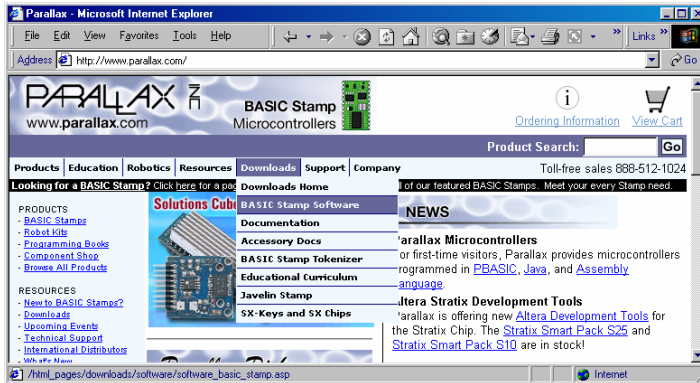 Parallax - Microsoft Internet Explorer
File Edit View Favorites Tools Help
Links »
Address http://www.parallax.com/ Go
PARALLAX
www.parallax.com
BASIC Stamp
Microcontrollers
Ordering Information View Cart
Product Search: Go
Products Education Robotics Resources Downloads Support Company
Toll-free sales 888-512-1024
Looking for a BASIC Stamp? Click here for a pag
l of our featured BASIC Stamps. Meet your every Stamp need.
Downloads Home
BASIC Stamp Software
Documentation
Accessory Docs
BASIC Stamp Tokenizer
Educational Curriculum
Javelin Stamp
SX-Keys and SX Chips
PRODUCTS
- BASIC Stamps
- Robot Kits
- Programming Books
- Component Shop
- Browse All Products
RESOURCES
- New to BASIC Stamps?
- Downloads
- Upcoming Events
- Technical Support
- International Distributors
- What's New
Solutions Cub
NEWS
Parallax Microcontrollers
or first-time visitors, Parallax provides microcontrollers
rogrammed in PBASIC, Java, and Assembly
anguage.
Altera Stratix Development Tools
Parallax is offering new Altera Development Tools for
the Stratix Chip. The Stratix Smart Pack S25 and
Stratix Smart Pack S10 are in stock!
/html_pages/downloads/software/software_basic_stamp.asp
Internet